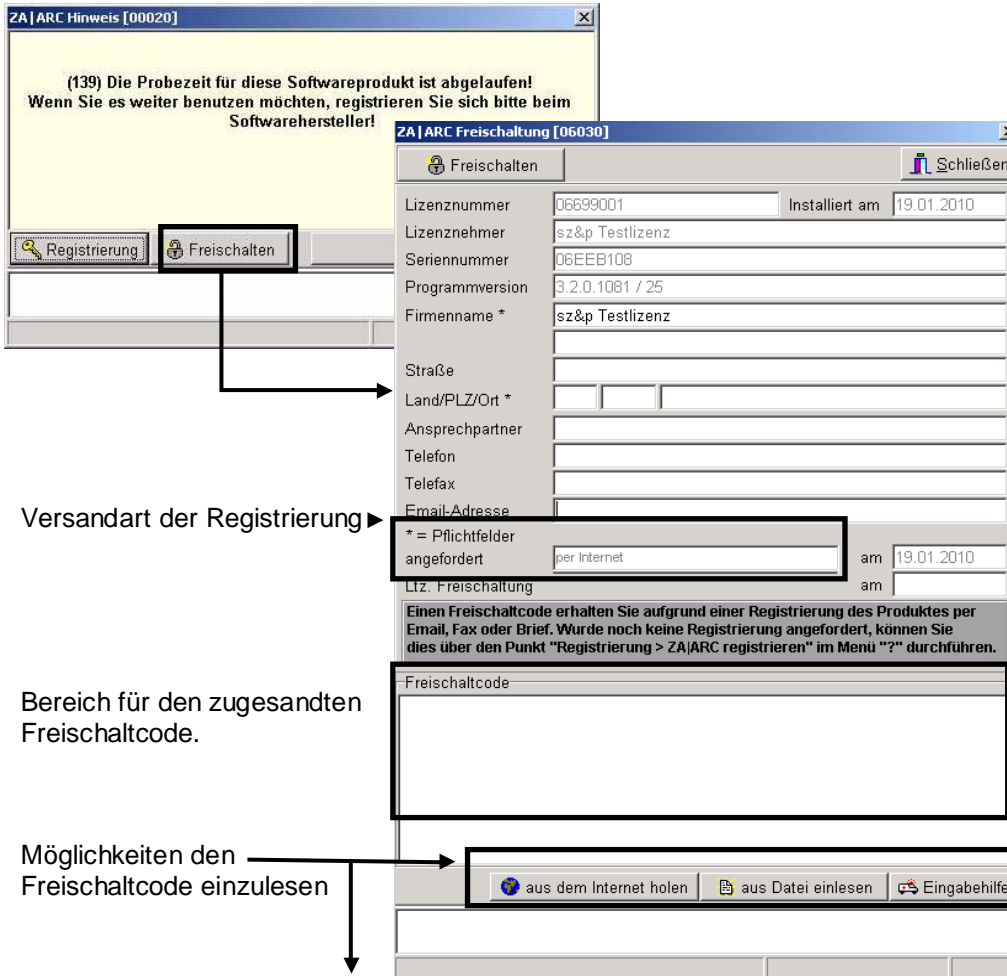 ZA|ARC Hinweis [00020]
(139) Die Probezeit für diese Softwareprodukt ist abgelaufen!
Wenn Sie es weiter benutzen möchten, registrieren Sie sich bitte beim
Softwarehersteller!
Registrierung
Freischalten
ZA|ARC Freischaltung [06030]
Freischalten
Schließen
Lizenznummer 06699001 Installiert am 19.01.2010
Lizenznehmer sz&p Testlizenz
Seriennummer 06EEB108
Programmversion 3.2.0.1081 / 25
Firmenname * sz&p Testlizenz
Straße
Land/PLZ/Ort *
Ansprechpartner
Telefon
Telefax
Email-Adresse
Versandart der Registrierung
* = Pflichtfelder
angefordert per Internet am 19.01.2010
Ltz. Freischaltung am
Einen Freischaltcode erhalten Sie aufgrund einer Registrierung des Produktes per
Email, Fax oder Brief. Wurde noch keine Registrierung angefordert, können Sie
dies über den Punkt "Registrierung > ZA|ARC registrieren" im Menü "?" durchführen.
Freischaltcode
Bereich für den zugesandten
Freischaltcode.
Möglichkeiten den
Freischaltcode einzulesen
aus dem Internet holen
aus Datei einlesen
Eingabehilfe